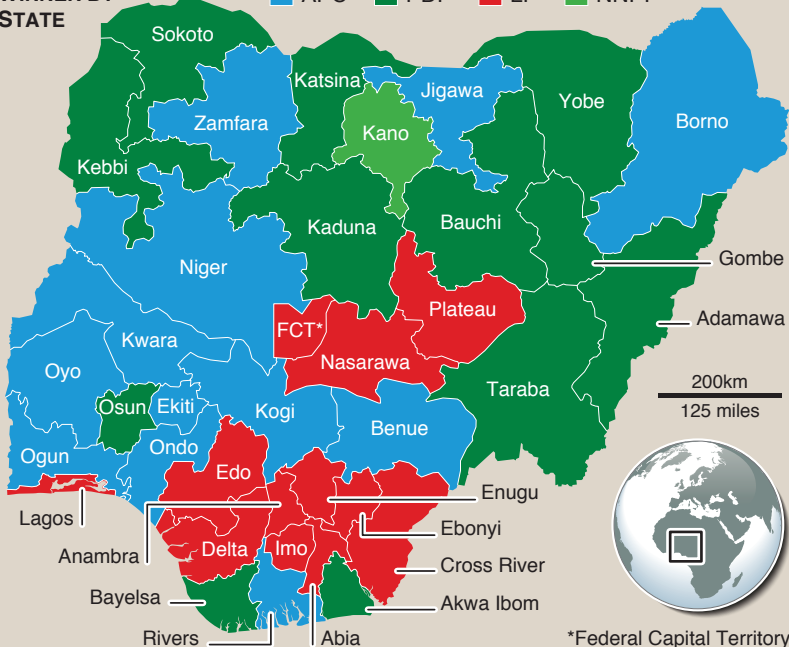 STATE
Sokoto
Katsina
Jigawa
Yobe
Borno
Zamfara
Kano
Kebbi
Kaduna
Bauchi
Gombe
Niger
Plateau
Adamawa
FCT*
Kwara
Nasarawa
Oyo
Taraba
200km
125 miles
Osun
Ekiti
Kogi
Benue
Ogun
Ondo
Edo
Enugu
Lagos
Ebonyi
Anambra
Delta
Imo
Cross River
Bayelsa
Akwa Ibom
Rivers
Abia
*Federal Capital Territory